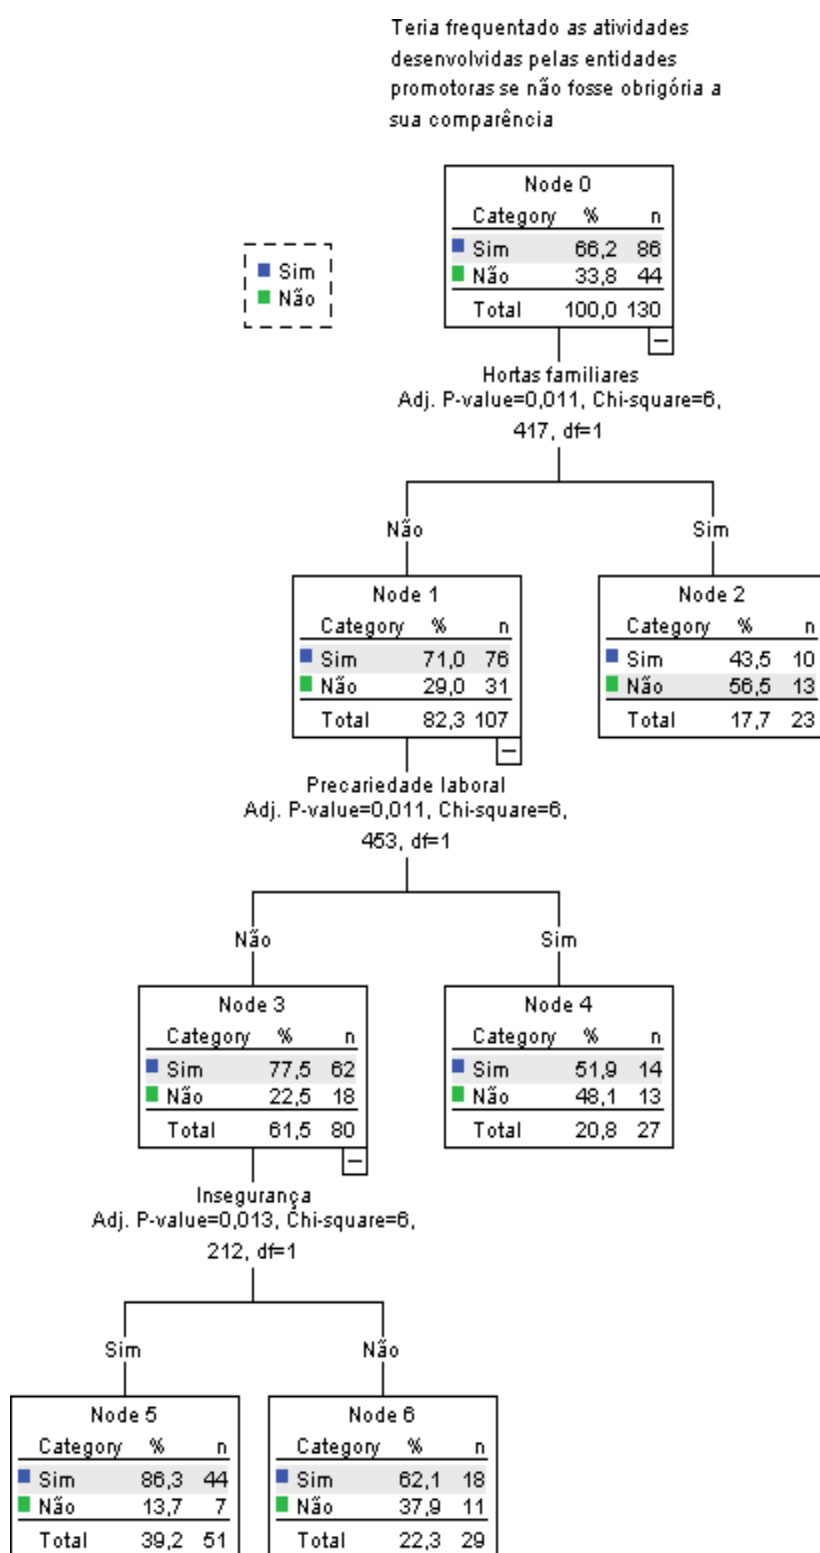 Teria frequentado as atividades
desenvolvidas pelas entidades
promotoras se não fosse obrigória a
sua comparência
Node 0
Category % n
Sim 66,2 86
Não 33,8 44
Total 100,0 130
Sim
Não
Hortas familiares
Adj. P-value=0,011, Chi-square=6,
417, df=1
Não
Sim
Node 1
Category % n
Sim 71,0 76
Não 29,0 31
Total 82,3 107
Node 2
Category % n
Sim 43,5 10
Não 56,5 13
Total 17,7 23
Precariedade laboral
Adj. P-value=0,011, Chi-square=6,
453, df=1
Não
Sim
Node 3
Category % n
Sim 77,5 62
Não 22,5 18
Total 61,5 80
Node 4
Category % n
Sim 51,9 14
Não 48,1 13
Total 20,8 27
Insegurança
Adj. P-value=0,013, Chi-square=6,
212, df=1
Sim
Não
Node 5
Category % n
Sim 86,3 44
Não 13,7 7
Total 39,2 51
Node 6
Category % n
Sim 62,1 18
Não 37,9 11
Total 22,3 29